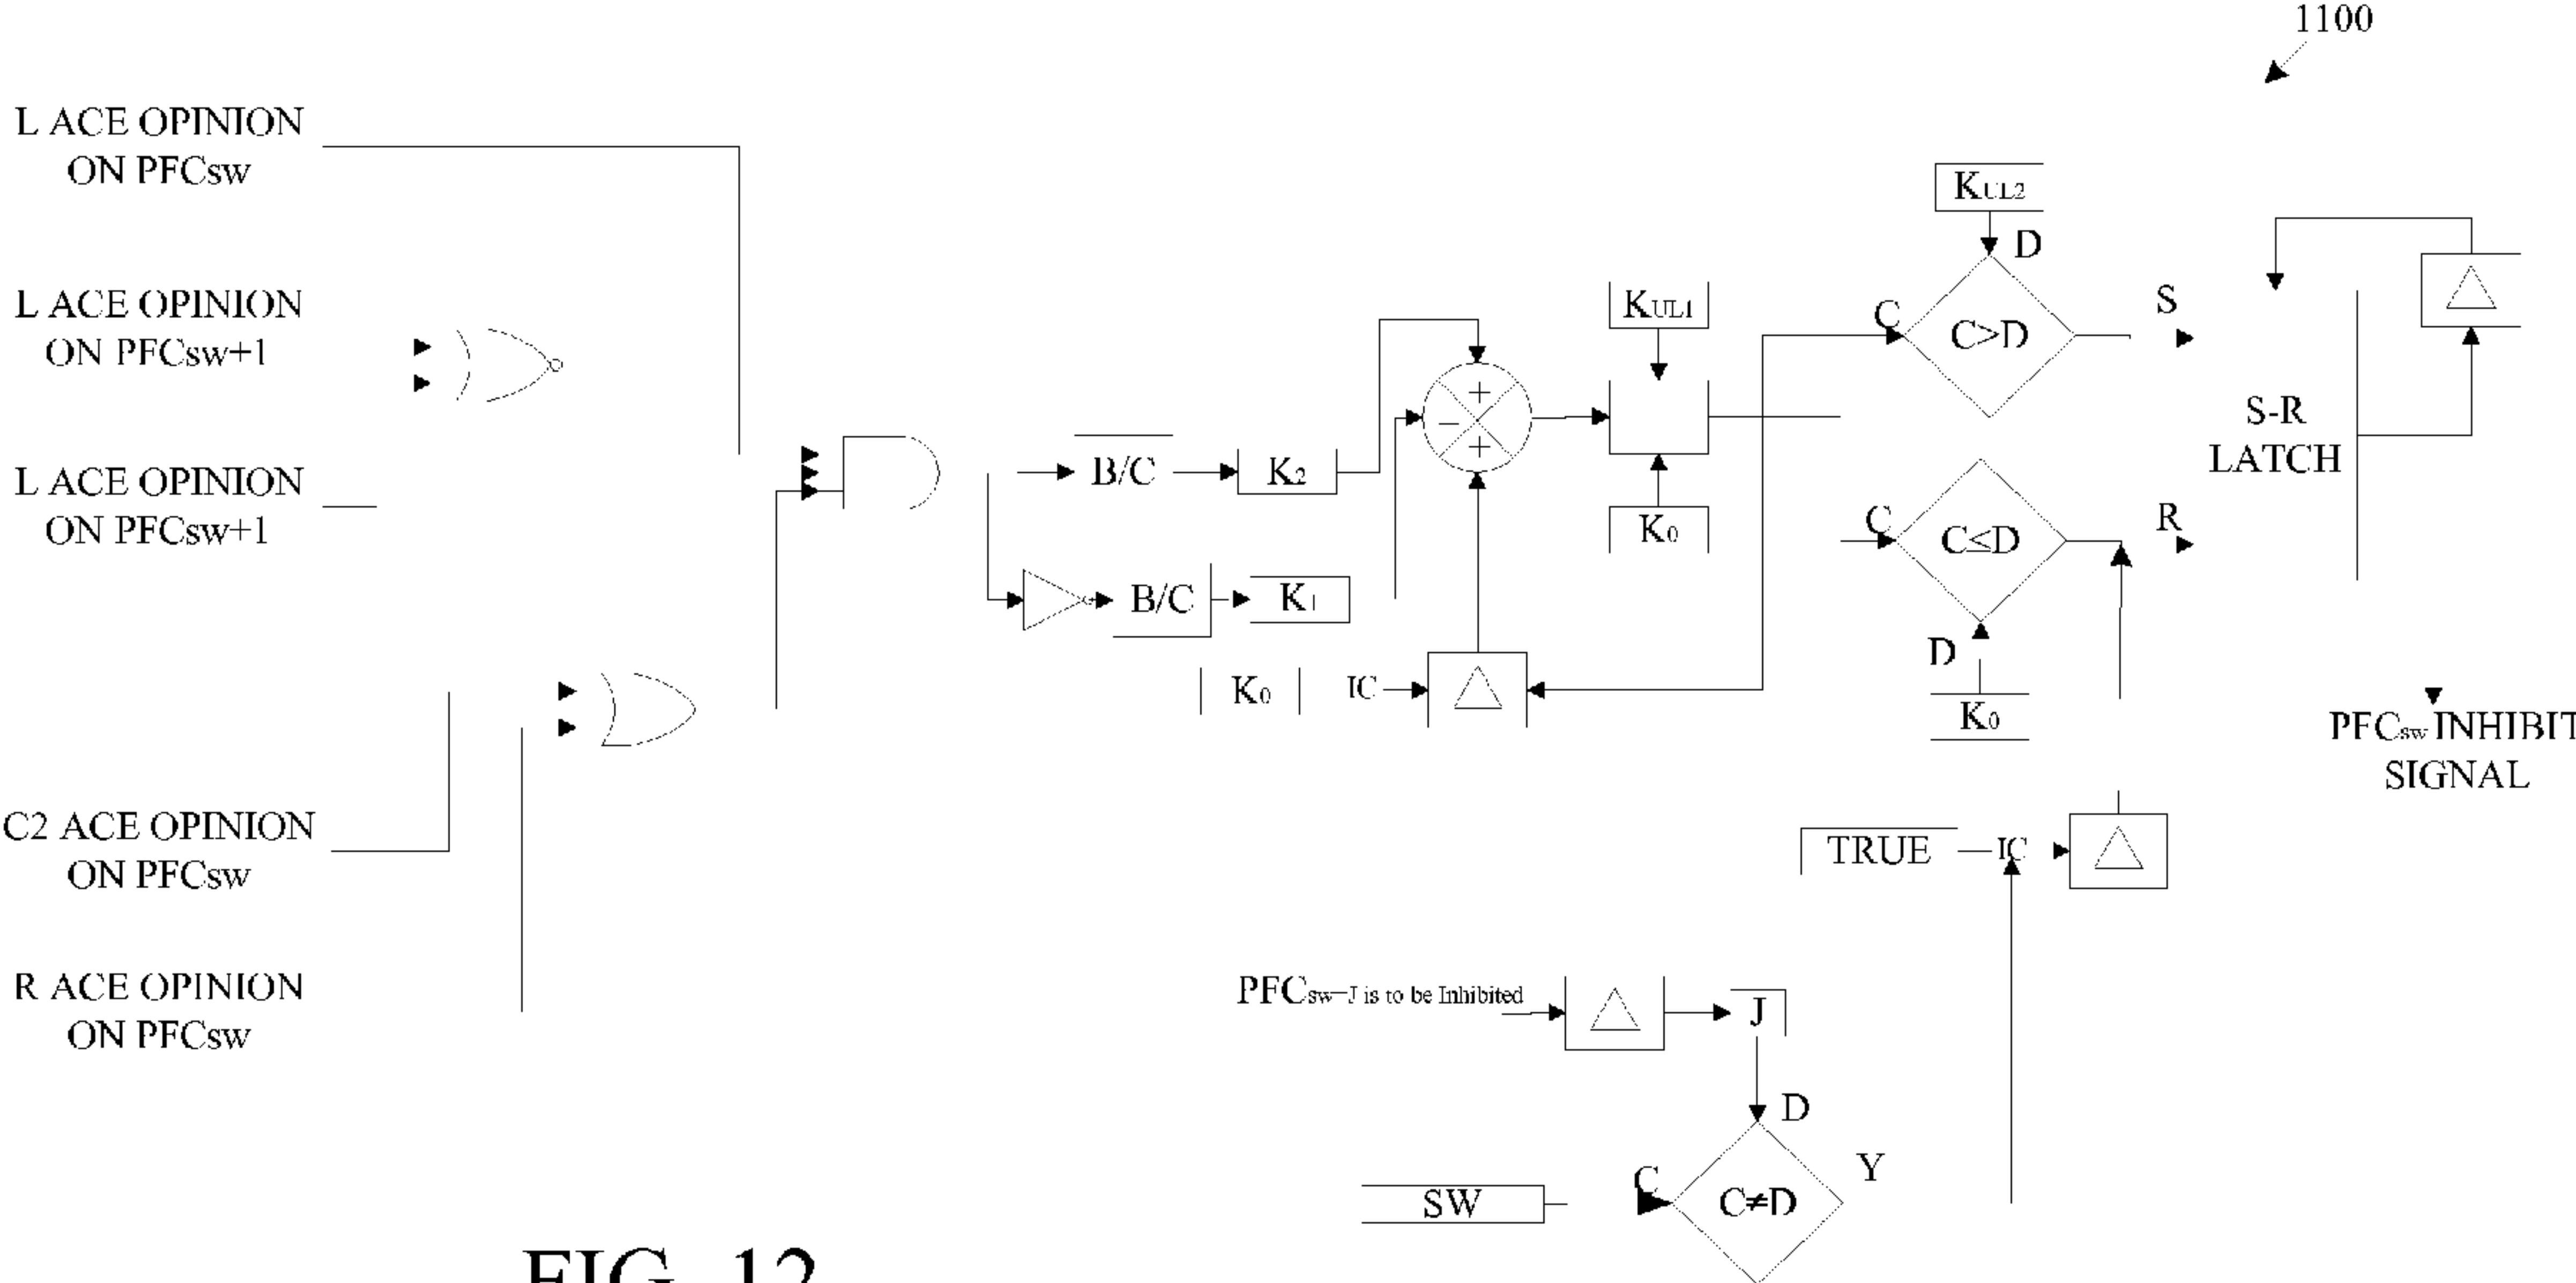 1100
L ACE OPINION
ON PFCsw
L ACE OPINION
ON PFCsw+1
L ACE OPINION
ON PFCsw+1
C2 ACE OPINION
ON PFCsw
R ACE OPINION
ON PFCsw
B/C
K2
B/C
K1
K0
IC
+
−
+
KUL1
K0
KUL2
D
C
C>D
S
C
C≤D
R
D
K0
S-R
LATCH
PFCsw INHIBIT
SIGNAL
TRUE
IC
PFCsw−J is to be Inhibited
J
D
SW
C
C≠D
Y
FIG. 12